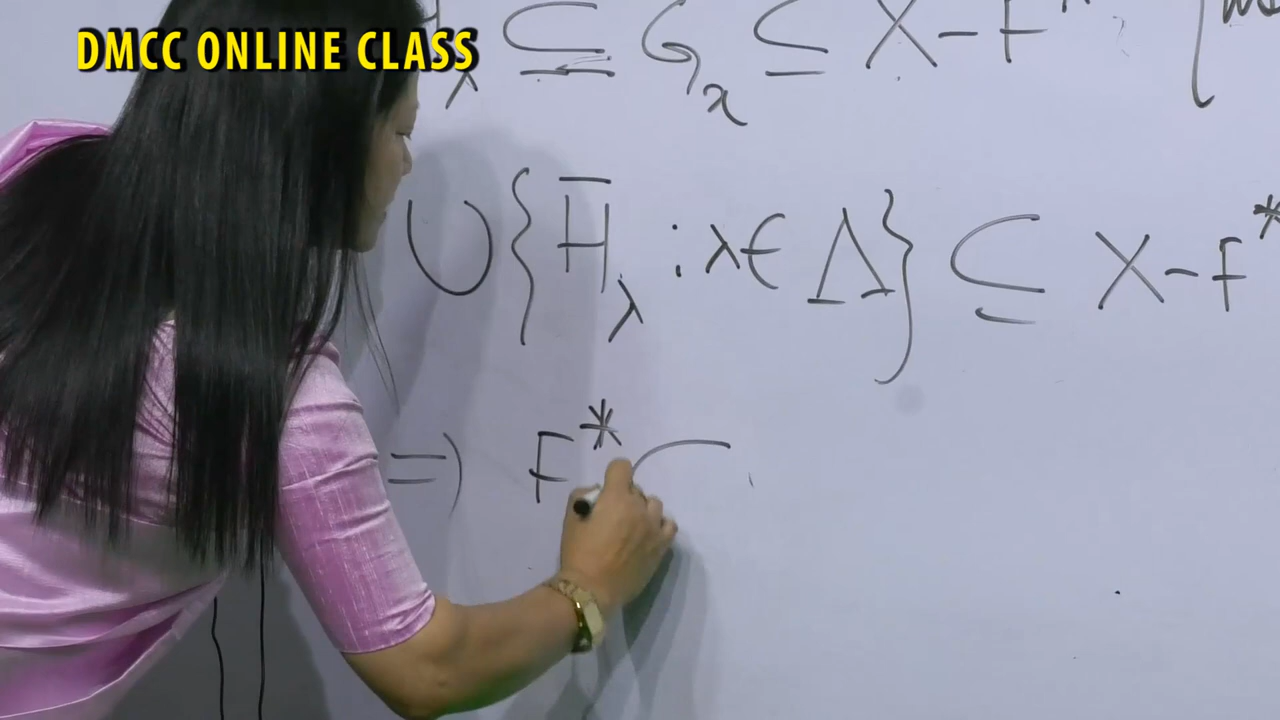 DMCC ONLINE CLASS
λ ⊆ G_x ⊆ X - F*
∪ { H̅_λ : λ ∈ Δ } ⊆ X - F*
=> F* ⊂